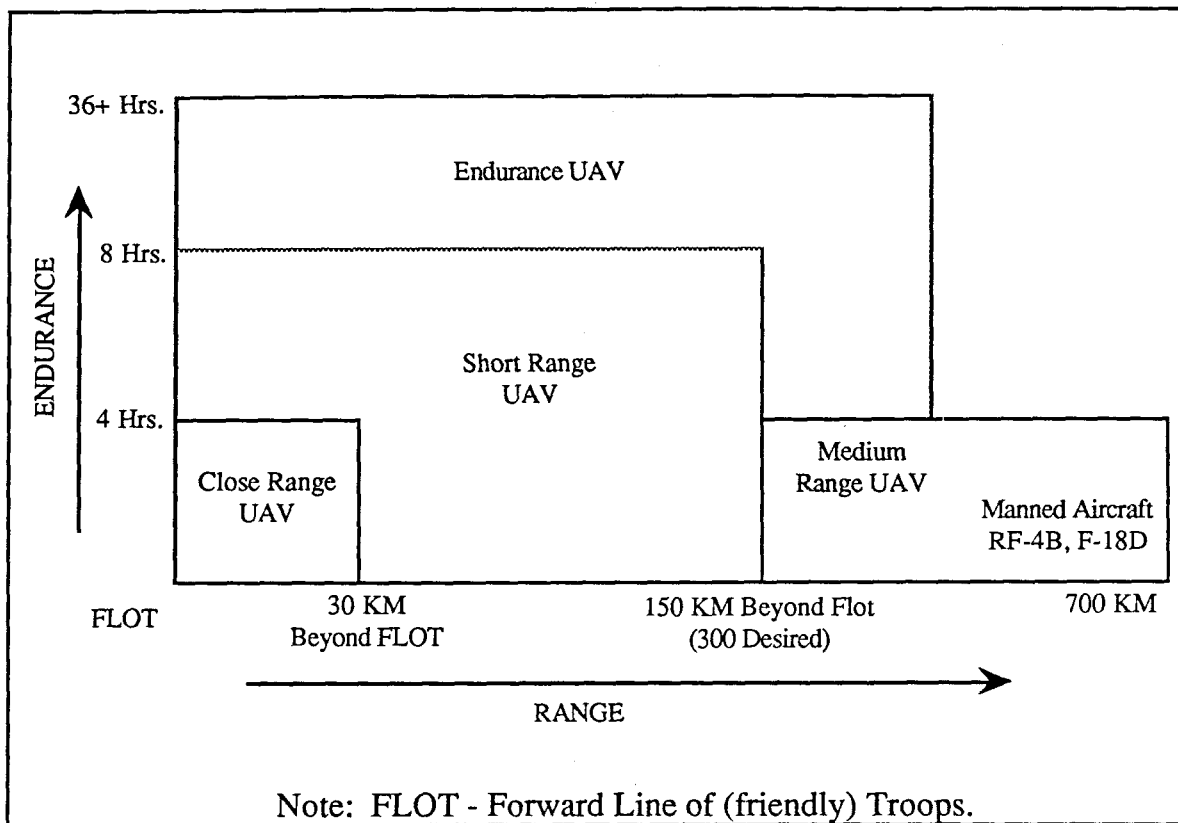 36+ Hrs.
Endurance UAV
8 Hrs.
ENDURANCE
Short Range
UAV
4 Hrs.
Close Range
UAV
Medium
Range UAV
Manned Aircraft
RF-4B, F-18D
FLOT
30 KM
Beyond FLOT
150 KM Beyond Flot
(300 Desired)
700 KM
RANGE
Note: FLOT - Forward Line of (friendly) Troops.